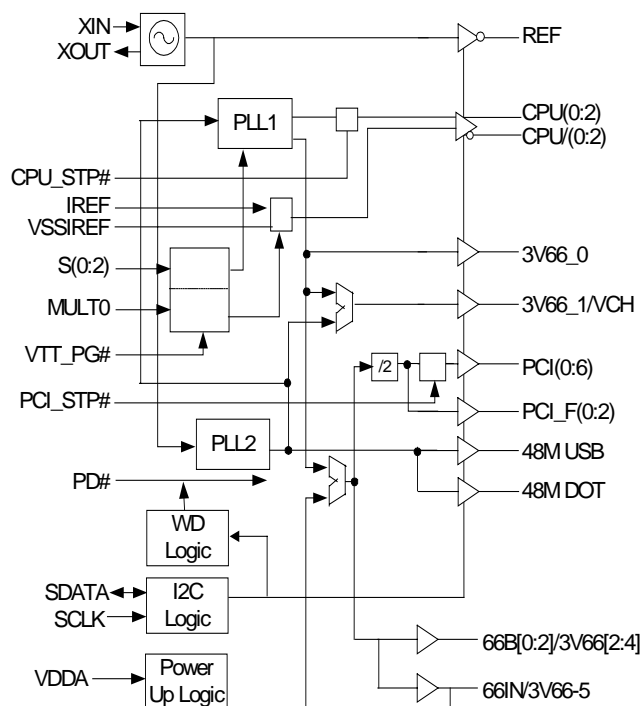 XIN
XOUT
REF
PLL1
CPU(0:2)
CPU/(0:2)
CPU_STP#
IREF
VSSIREF
S(0:2)
3V66_0
MULT0
3V66_1/VCH
VTT_PG#
/2
PCI(0:6)
PCI_STP#
PCI_F(0:2)
PLL2
48M USB
PD#
48M DOT
WD
Logic
SDATA
I2C
SCLK
Logic
66B[0:2]/3V66[2:4]
VDDA
Power
Up Logic
66IN/3V66-5